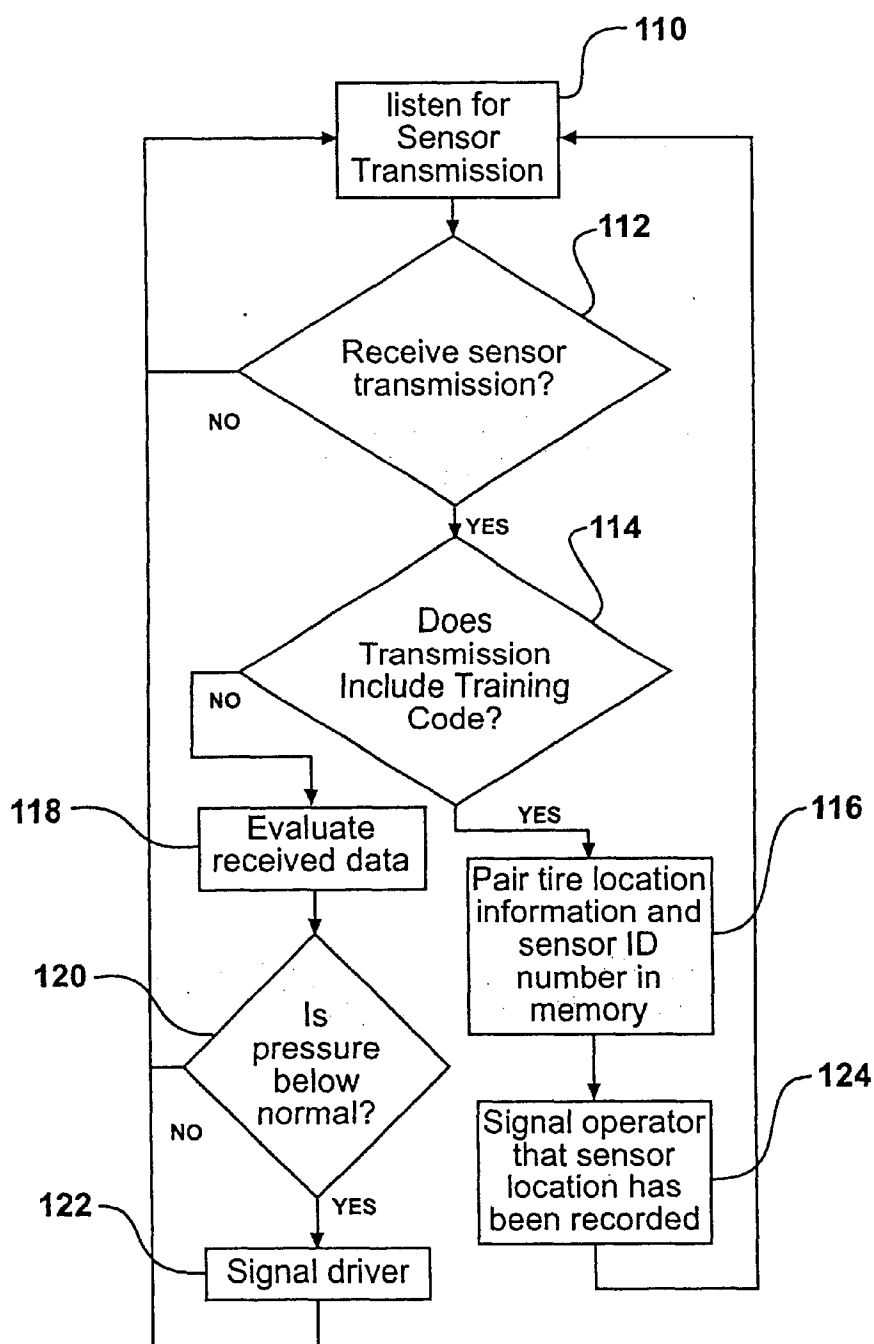 110
listen for
Sensor
Transmission
112
Receive sensor
transmission?
NO
YES
114
Does
Transmission
Include Training
Code?
NO
YES
118
Evaluate
received data
116
Pair tire location
information and
sensor ID
number in
memory
120
Is
pressure
below
normal?
NO
YES
124
Signal operator
that sensor
location has
been recorded
122
Signal driver